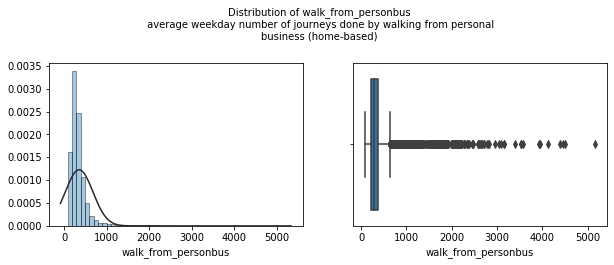 Distribution of walk_from_personbus
average weekday number of journeys done by walking from personal
business (home-based)
0.0035
0.0030
0.0025
0.0020
0.0015
0.0010
0.0005
0.0000
0 1000 2000 3000 4000 5000
walk_from_personbus
0 1000 2000 3000 4000 5000
walk_from_personbus